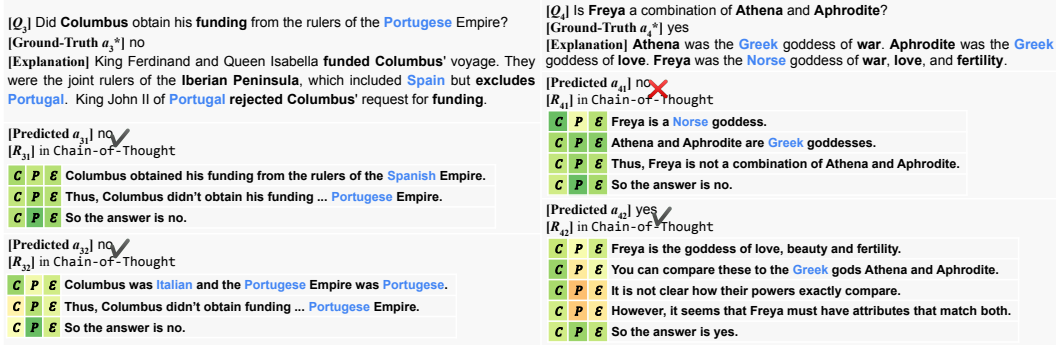 [Q3] Did Columbus obtain his funding from the rulers of the Portugese Empire?
[Ground-Truth a3*] no
[Explanation] King Ferdinand and Queen Isabella funded Columbus' voyage. They
were the joint rulers of the Iberian Peninsula, which included Spain but excludes
Portugal. King John II of Portugal rejected Columbus' request for funding.
[Predicted a31] no
[R31] in Chain-of-Thought
C P E Columbus obtained his funding from the rulers of the Spanish Empire.
C P E Thus, Columbus didn't obtain his funding ... Portugese Empire.
C P E So the answer is no.
[Predicted a32] no
[R32] in Chain-of-Thought
C P E Columbus was Italian and the Portugese Empire was Portugese.
C P E Thus, Columbus didn't obtain funding ... Portugese Empire.
C P E So the answer is no.
[Q4] Is Freya a combination of Athena and Aphrodite?
[Ground-Truth a4*] yes
[Explanation] Athena was the Greek goddess of war. Aphrodite was the Greek
goddess of love. Freya was the Norse goddess of war, love, and fertility.
[Predicted a41] no
[R41] in Chain-of-Thought
C P E Freya is a Norse goddess.
C P E Athena and Aphrodite are Greek goddesses.
C P E Thus, Freya is not a combination of Athena and Aphrodite.
C P E So the answer is no.
[Predicted a42] yes
[R42] in Chain-of-Thought
C P E Freya is the goddess of love, beauty and fertility.
C P E You can compare these to the Greek gods Athena and Aphrodite.
C P E It is not clear how their powers exactly compare.
C P E However, it seems that Freya must have attributes that match both.
C P E So the answer is yes.